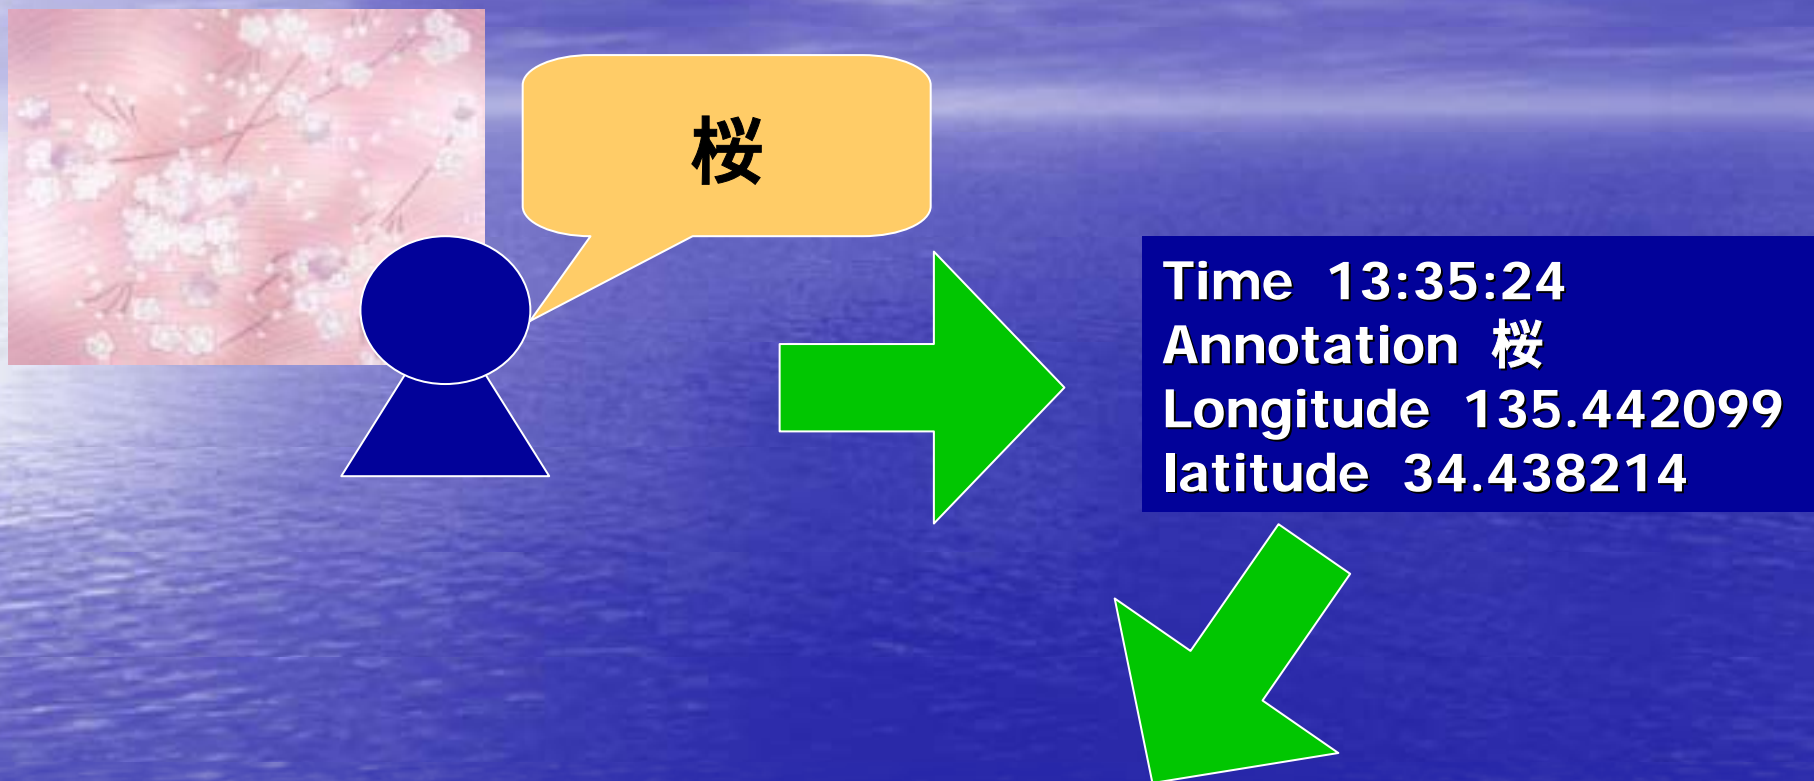 桜
Time 13:35:24
Annotation 桜
Longitude 135.442099
latitude 34.438214